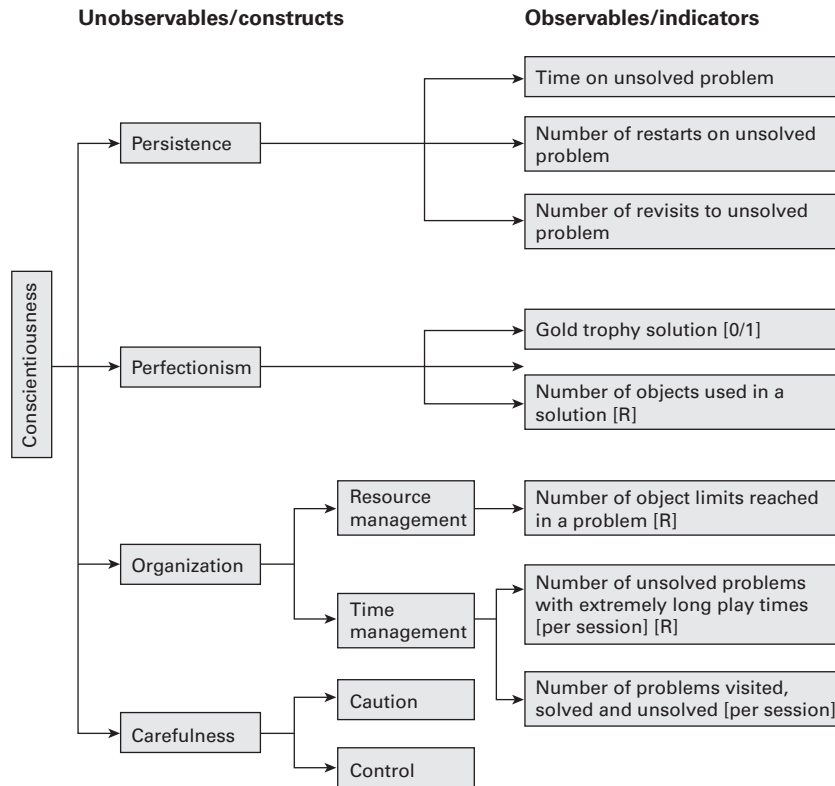 Unobservables/constructs
Observables/indicators
Conscientiousness
Persistence
Time on unsolved problem
Number of restarts on unsolved
problem
Number of revisits to unsolved
problem
Perfectionism
Gold trophy solution [0/1]
Number of objects used in a
solution [R]
Organization
Resource
management
Number of object limits reached
in a problem [R]
Time
management
Number of unsolved problems
with extremely long play times
[per session] [R]
Number of problems visited,
solved and unsolved [per session]
Carefulness
Caution
Control